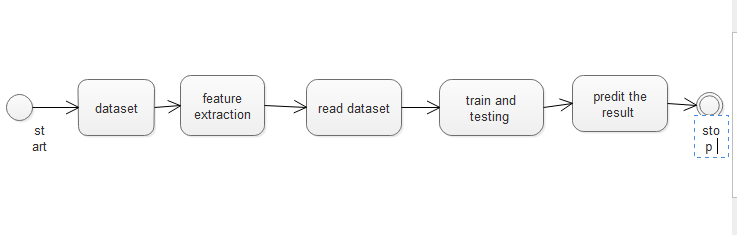 st
art
dataset
feature
extraction
read dataset
train and
testing
predit the
result
sto
p